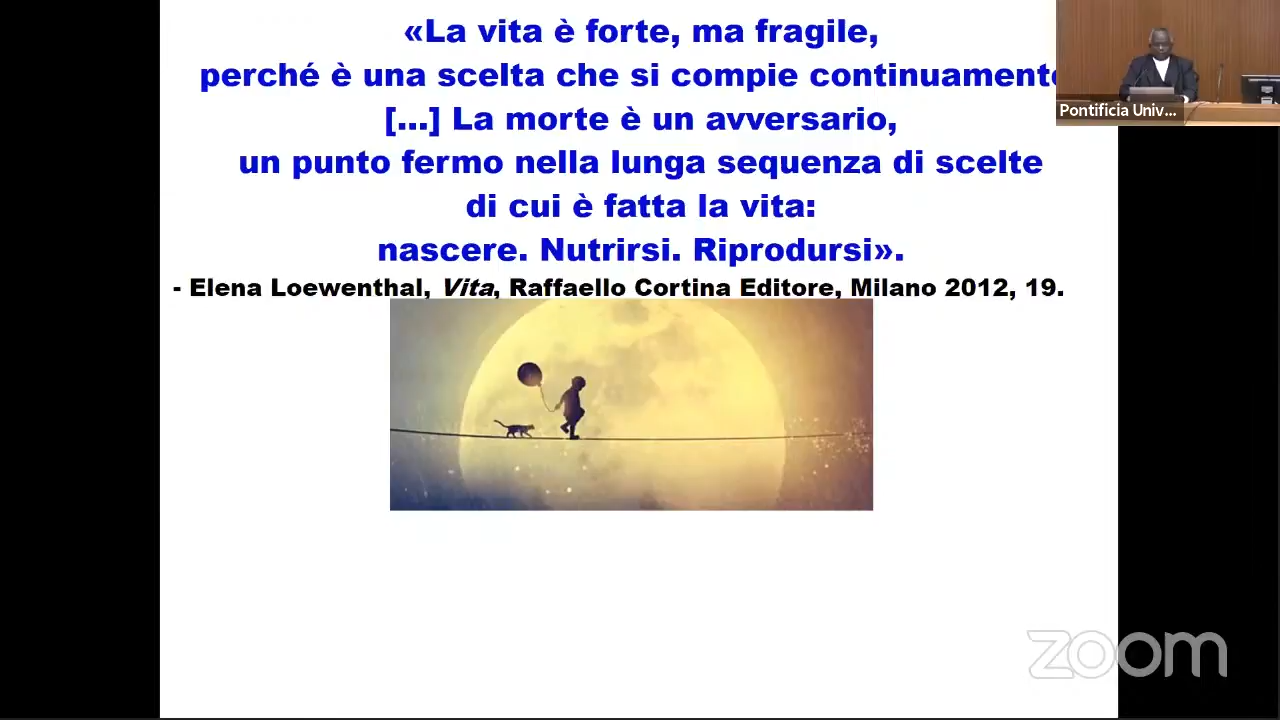 «La vita è forte, ma fragile,
perché è una scelta che si compie continuamente
[...] La morte è un avversario,
un punto fermo nella lunga sequenza di scelte
di cui è fatta la vita:
nascere. Nutrirsi. Riprodursi».
- Elena Loewenthal, Vita, Raffaello Cortina Editore, Milano 2012, 19.
Pontificia Univ...
zoom